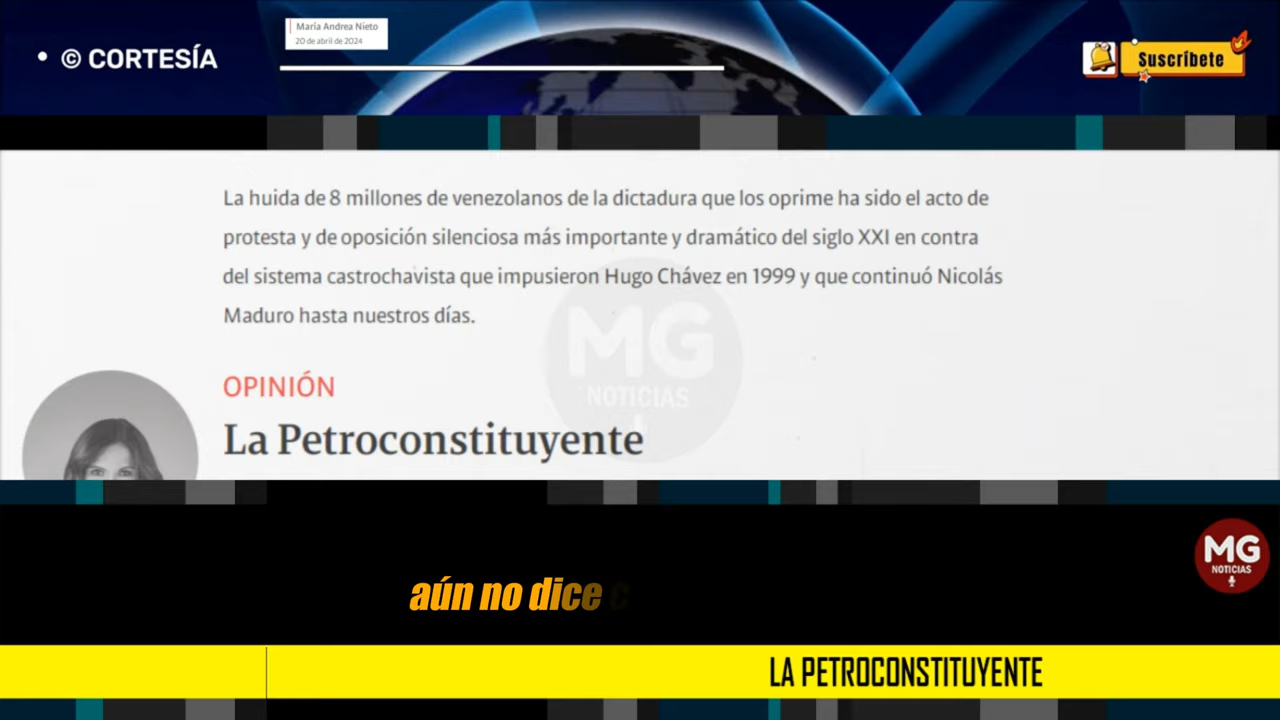 María Andrea Nieto
20 de abril de 2024
• © CORTESÍA
Suscríbete
La huida de 8 millones de venezolanos de la dictadura que los oprime ha sido el acto de
protesta y de oposición silenciosa más importante y dramático del siglo XXI en contra
del sistema castrochavista que impusieron Hugo Chávez en 1999 y que continuó Nicolás
Maduro hasta nuestros días.
MG
NOTICIAS
OPINIÓN
La Petroconstituyente
MG
NOTICIAS
aún no dice c
LA PETROCONSTITUYENTE